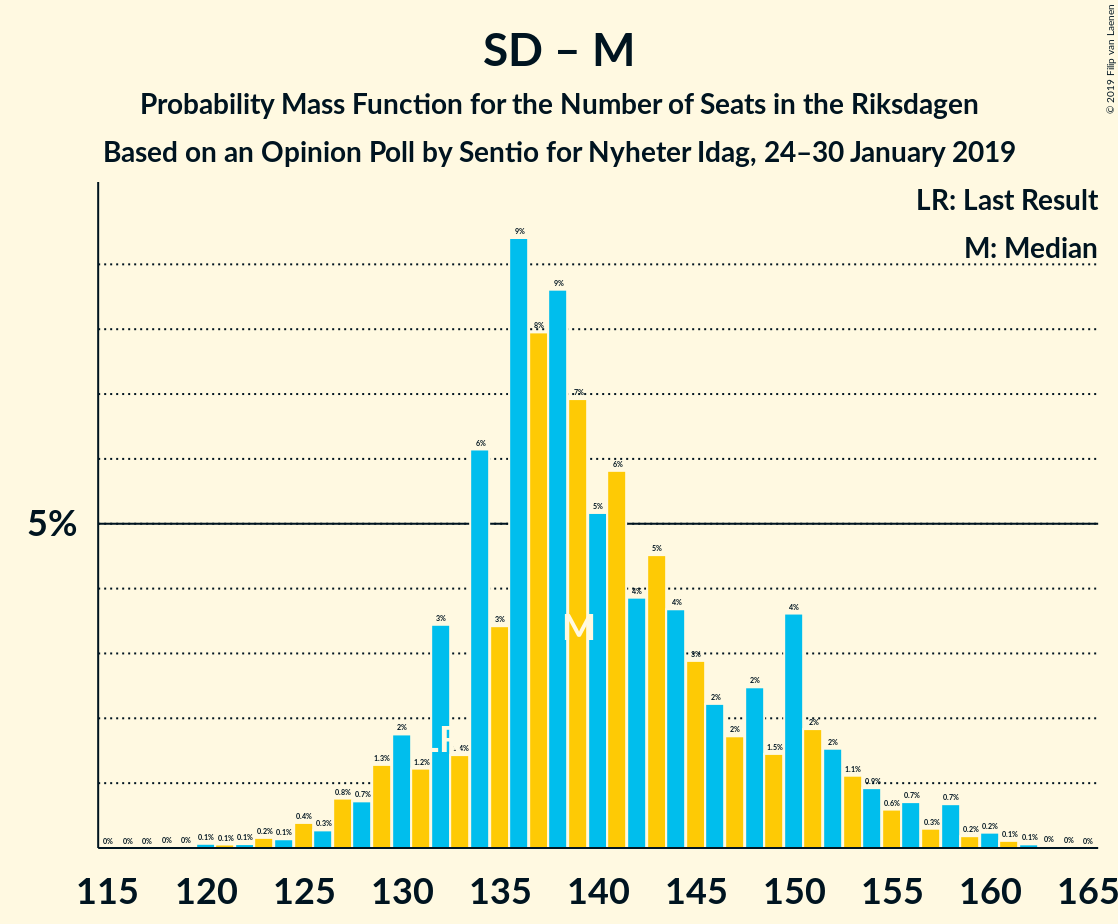 SD – M
Probability Mass Function for the Number of Seats in the Riksdagen
Based on an Opinion Poll by Sentio for Nyheter Idag, 24–30 January 2019
© 2019 Filip van Laenen
LR: Last Result
M: Median
5%
0% 0% 0% 0% 0% 0.1% 0.1% 0.1% 0.2% 0.1% 0.4% 0.3% 0.8% 0.7% 1.3% 2% 1.2% 3% 6% 3% 9% 8% 9% 7% 5% 6% 4% 5% 4% 3% 2% 2% 2% 1.5% 4% 2% 2% 1.1% 0.9% 0.6% 0.7% 0.3% 0.7% 0.2% 0.2% 0.1% 0.1% 0% 0% 0%
M
115 120 125 130 135 140 145 150 155 160 165